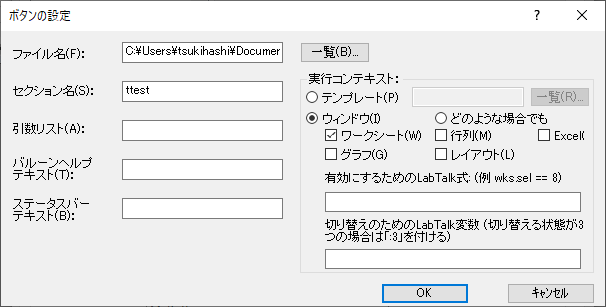 ボタンの設定
ファイル名(F):
C:¥Users¥tsukihashi¥Documer
一覧(B)...
セクション名(S):
ttest
引数リスト(A):
バルーンヘルプ
テキスト(T):
ステータスバー
テキスト(B):
実行コンテキスト:
テンプレート(P)
一覧(R)...
ウィンドウ(I)
どのような場合でも
ワークシート(W)
行列(M)
Excel(
グラフ(G)
レイアウト(L)
有効にするためのLabTalk式: (例 wks.sel == 8)
切り替えのためのLabTalk変数 (切り替える状態が3
つの場合は「:3」を付ける)
OK
キャンセル